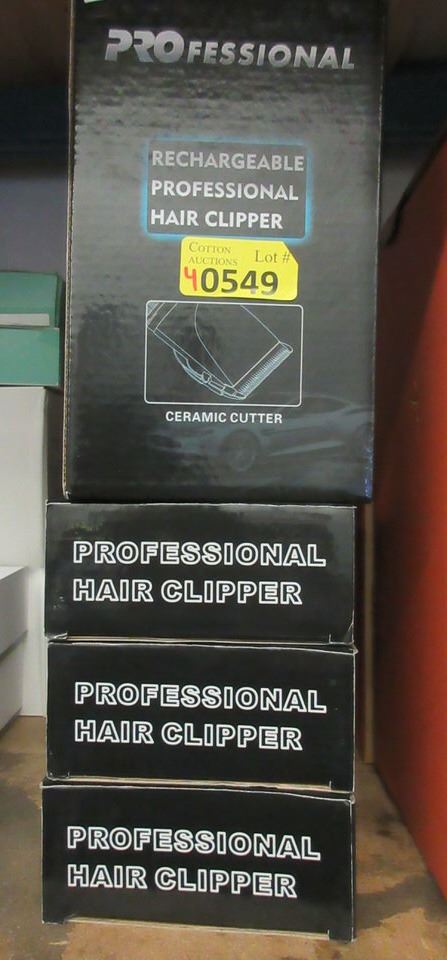 PROFESSIONAL
RECHARGEABLE
PROFESSIONAL
HAIR CLIPPER
COTTON
AUCTIONS
Lot #
40549
CERAMIC CUTTER
PROFESSIONAL
HAIR CLIPPER
PROFESSIONAL
HAIR CLIPPER
PROFESSIONAL
HAIR CLIPPER